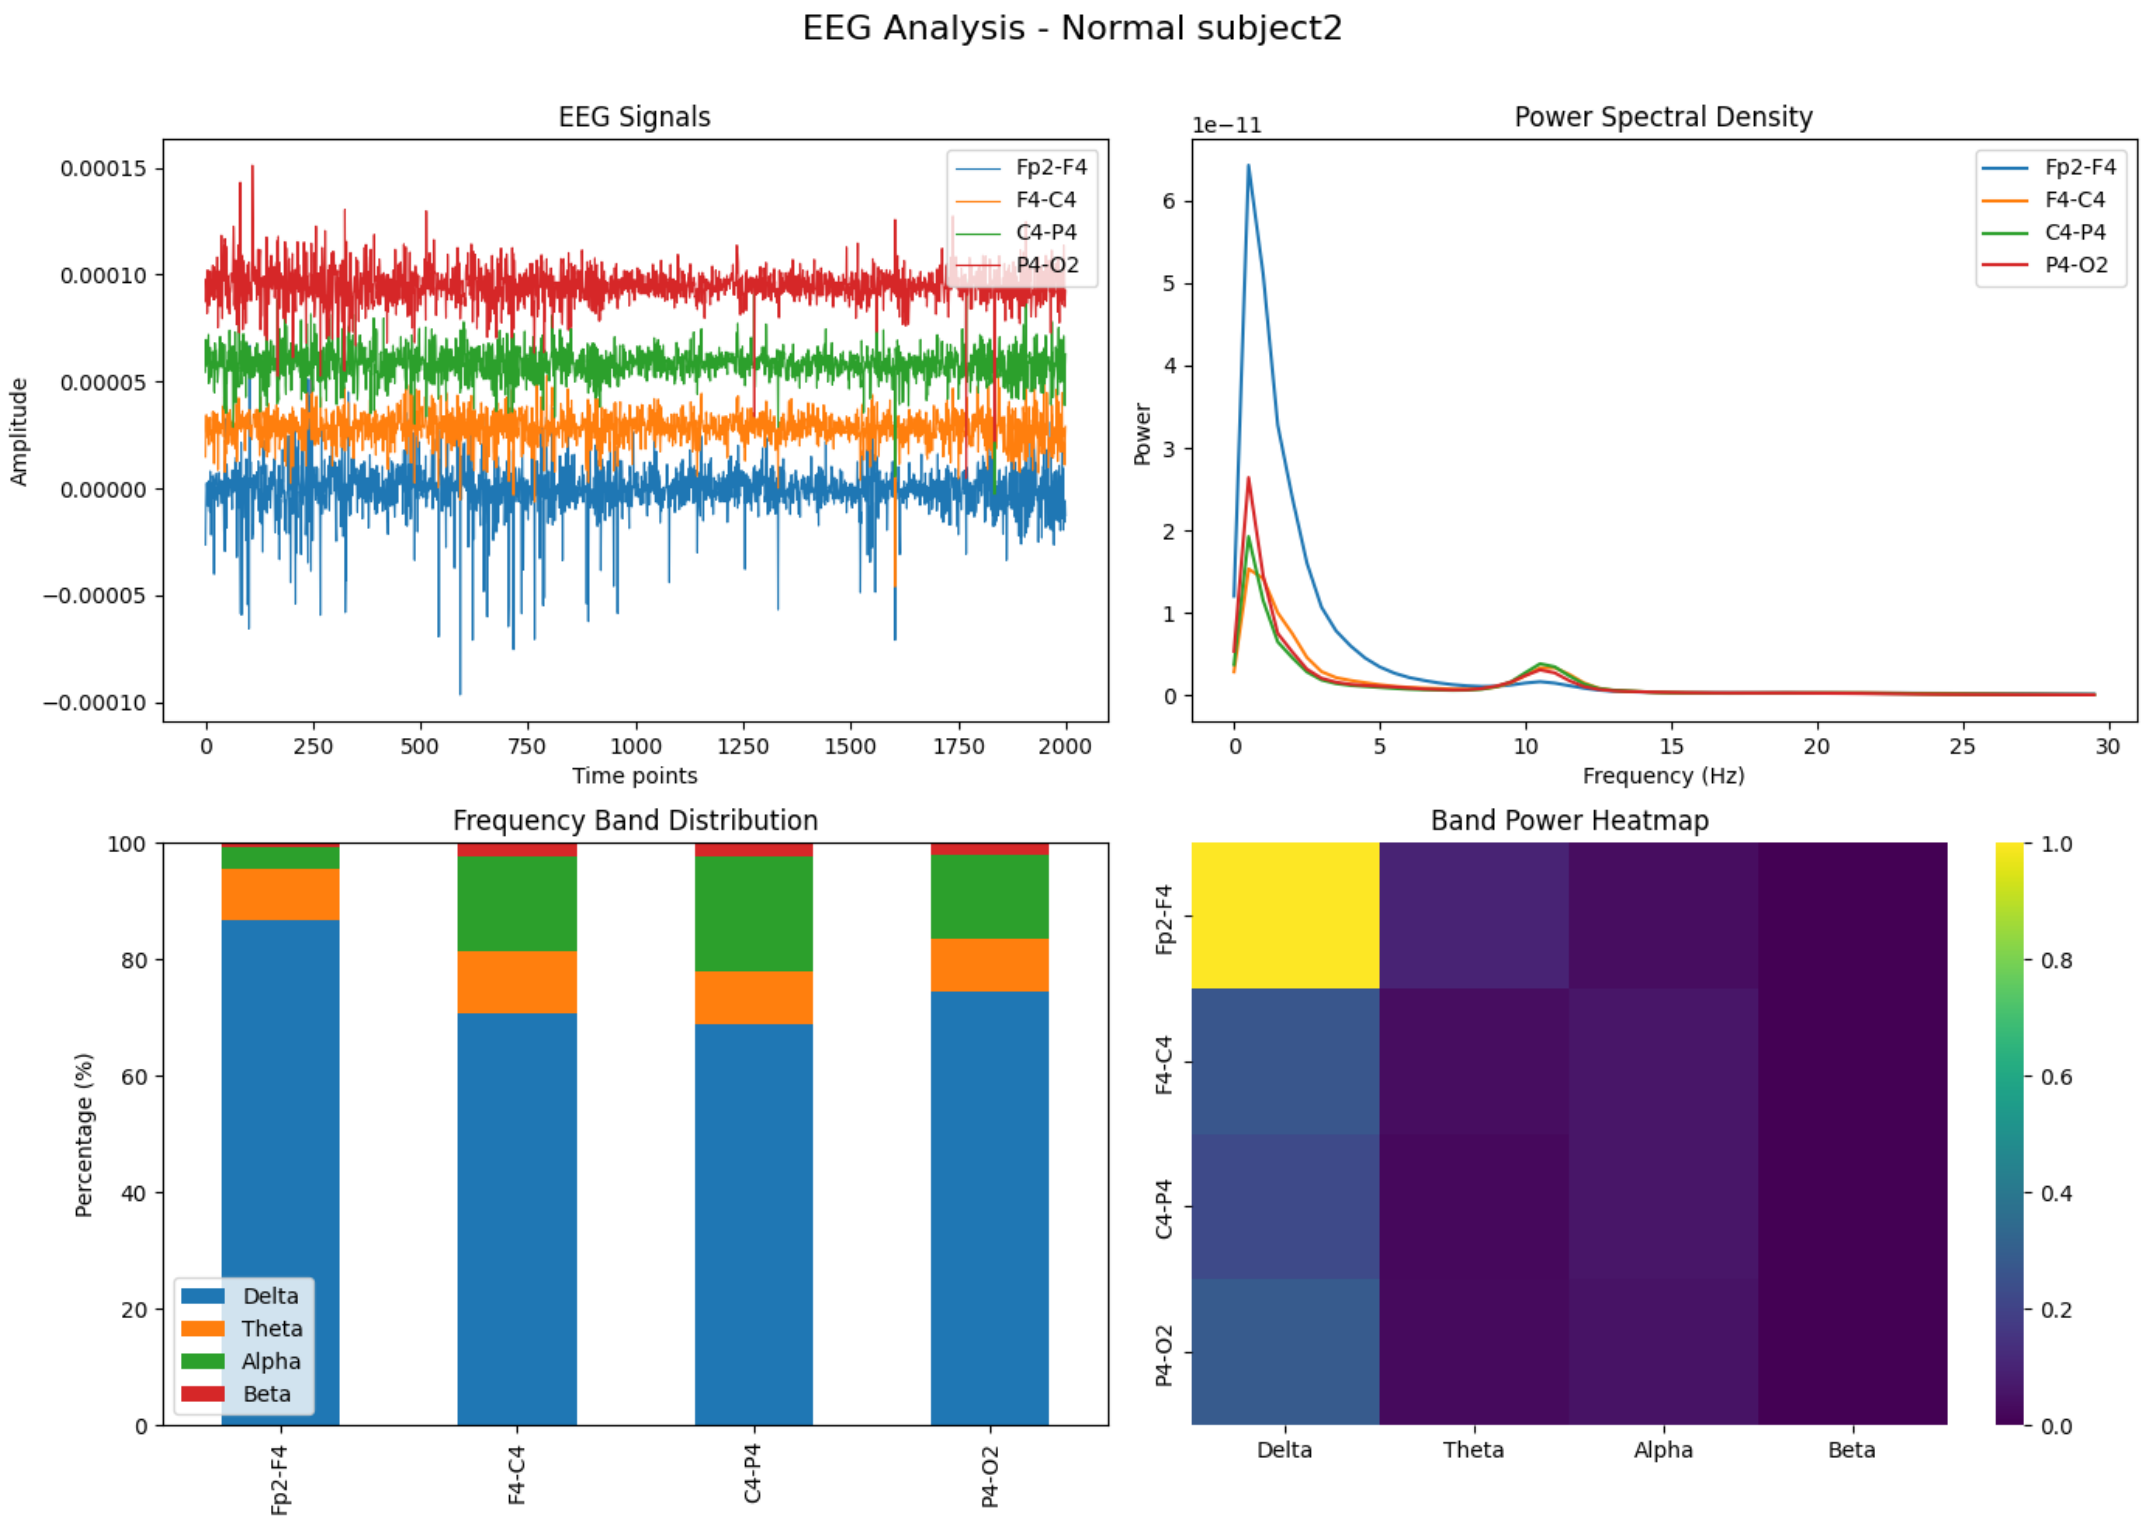 EEG Analysis - Normal subject2
EEG Signals
Amplitude
0.00015
0.00010
0.00005
0.00000
−0.00005
−0.00010
Fp2-F4
F4-C4
C4-P4
P4-O2
0 250 500 750 1000 1250 1500 1750 2000
Time points
Power Spectral Density
1e−11
Power
6
5
4
3
2
1
0
Fp2-F4
F4-C4
C4-P4
P4-O2
0 5 10 15 20 25 30
Frequency (Hz)
Frequency Band Distribution
Percentage (%)
100
80
60
40
20
0
Delta
Theta
Alpha
Beta
Fp2-F4 F4-C4 C4-P4 P4-O2
Band Power Heatmap
Fp2-F4
F4-C4
C4-P4
P4-O2
Delta Theta Alpha Beta
1.0
0.8
0.6
0.4
0.2
0.0